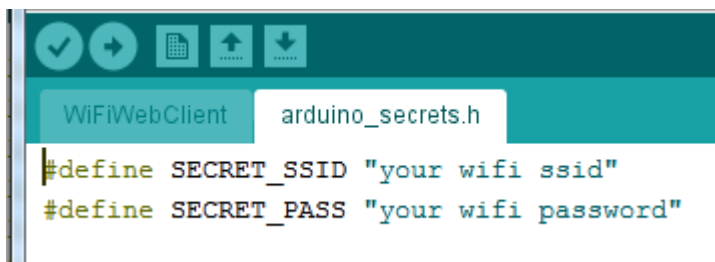 WiFiWebClient arduino_secrets.h
#define SECRET_SSID "your wifi ssid"
#define SECRET_PASS "your wifi password"